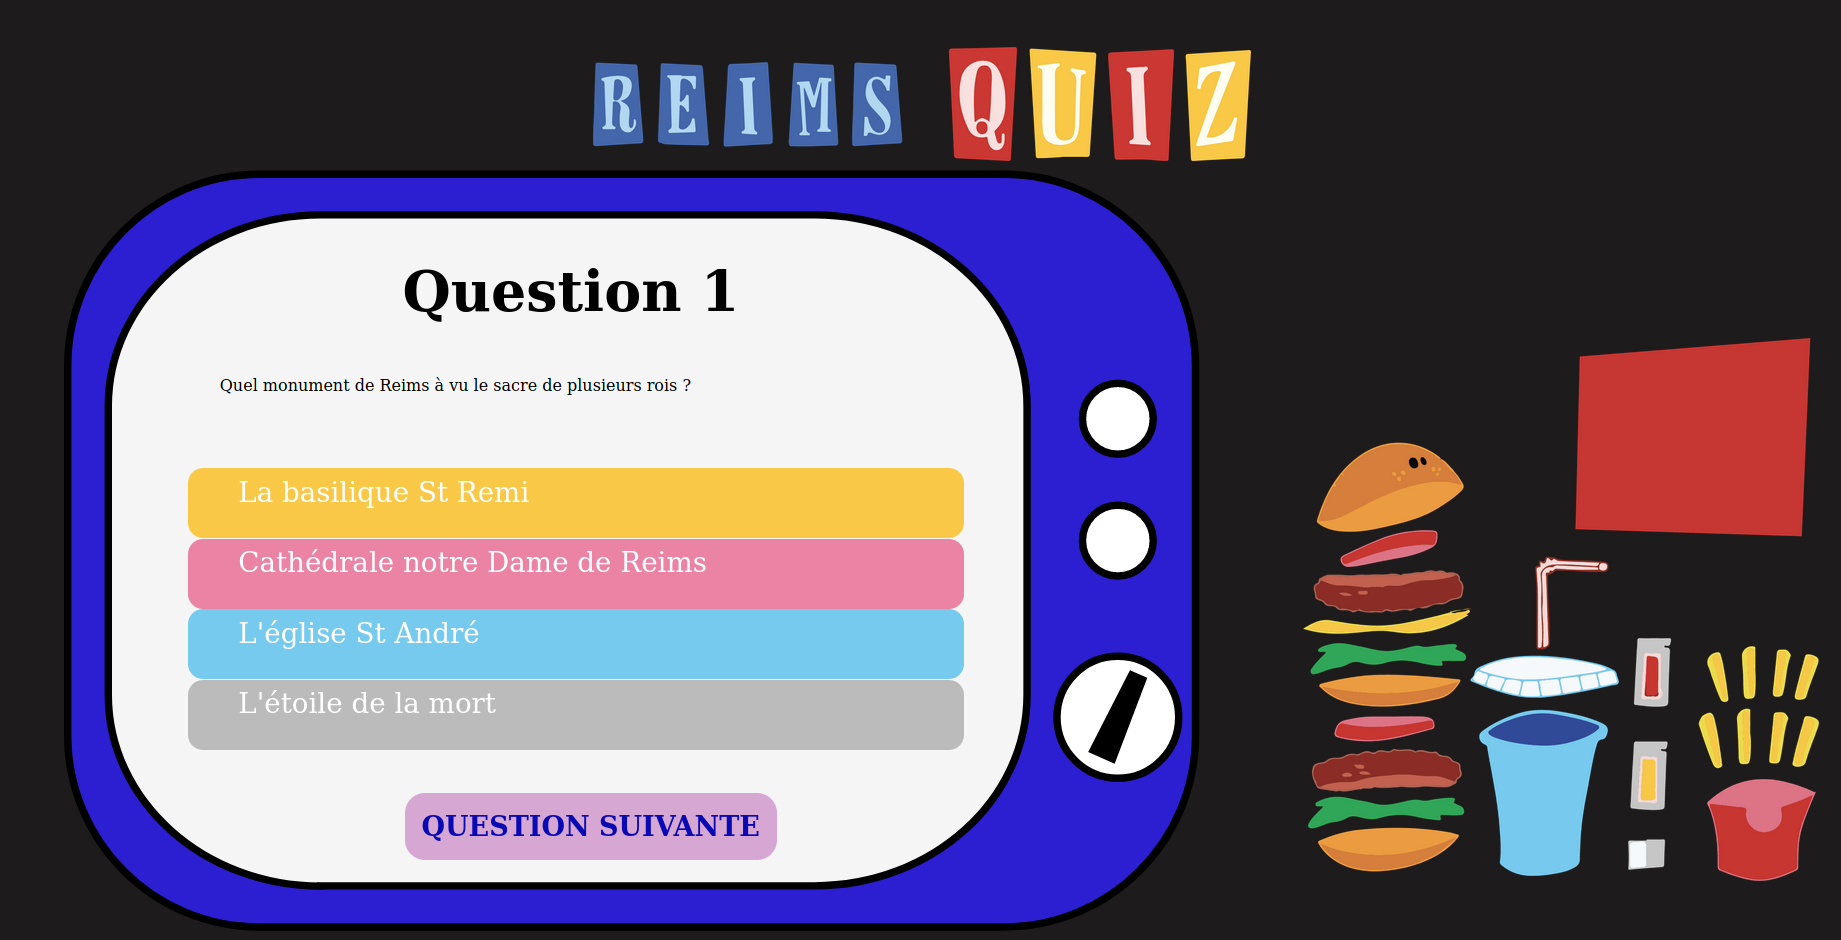 REIMS QUIZ
Question 1
Quel monument de Reims à vu le sacre de plusieurs rois ?
La basilique St Remi
Cathédrale notre Dame de Reims
L'église St André
L'étoile de la mort
QUESTION SUIVANTE